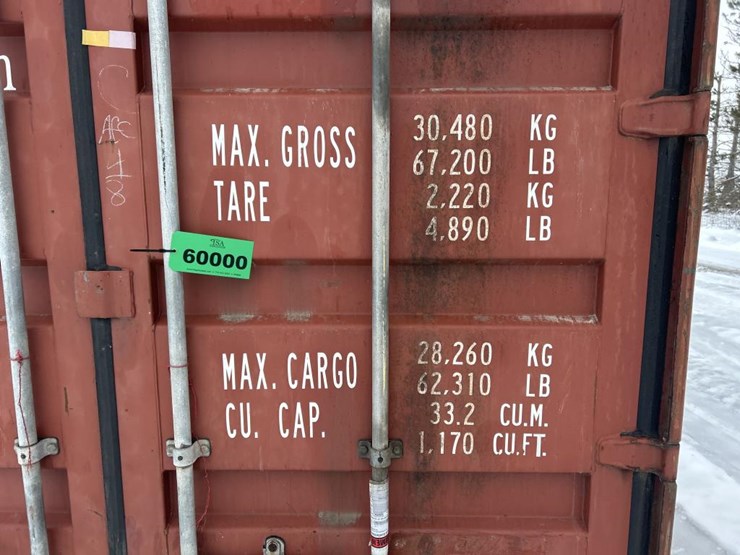 n
MAX. GROSS 30,480 KG
67,200 LB
TARE 2,220 KG
4,890 LB
TSA
60000
MAX. CARGO 28,260 KG
62,310 LB
CU. CAP. 33.2 CU.M.
1,170 CU.FT.